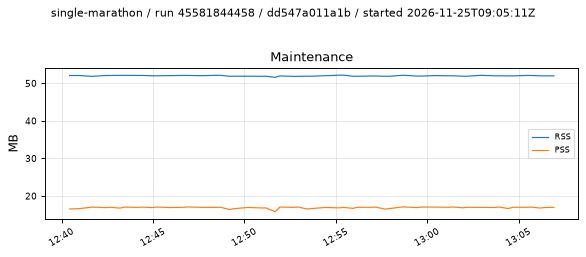 single-marathon / run 45581844458 / dd547a011a1b / started 2026-11-25T09:05:11Z
Maintenance
MB
50
40
30
20
RSS
PSS
12:40
12:45
12:50
12:55
13:00
13:05